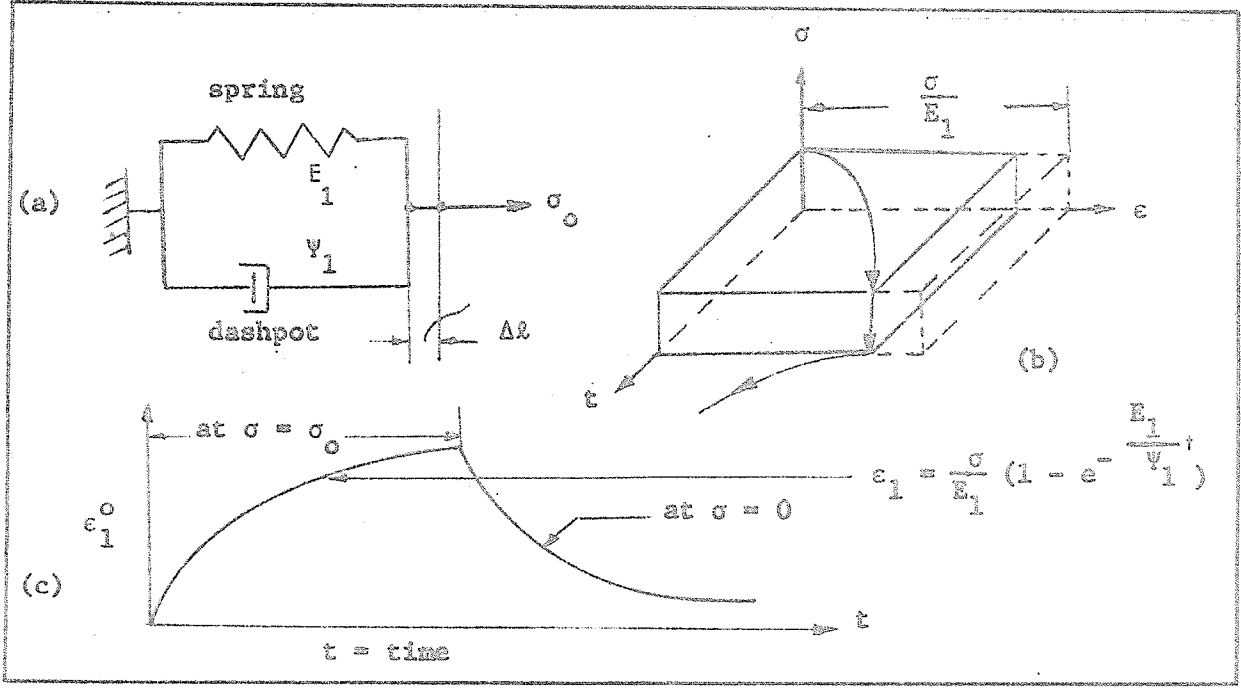 (a)
spring
E₁
Ψ₁
dashpot
σₒ
Δℓ
σ
σ/E₁
ε
t
(b)
(c)
at σ = σₒ
ε₁ᵒ
at σ = 0
ε₁ = σ/E₁ (1 - e^(- E₁/Ψ₁ t))
t
t = time